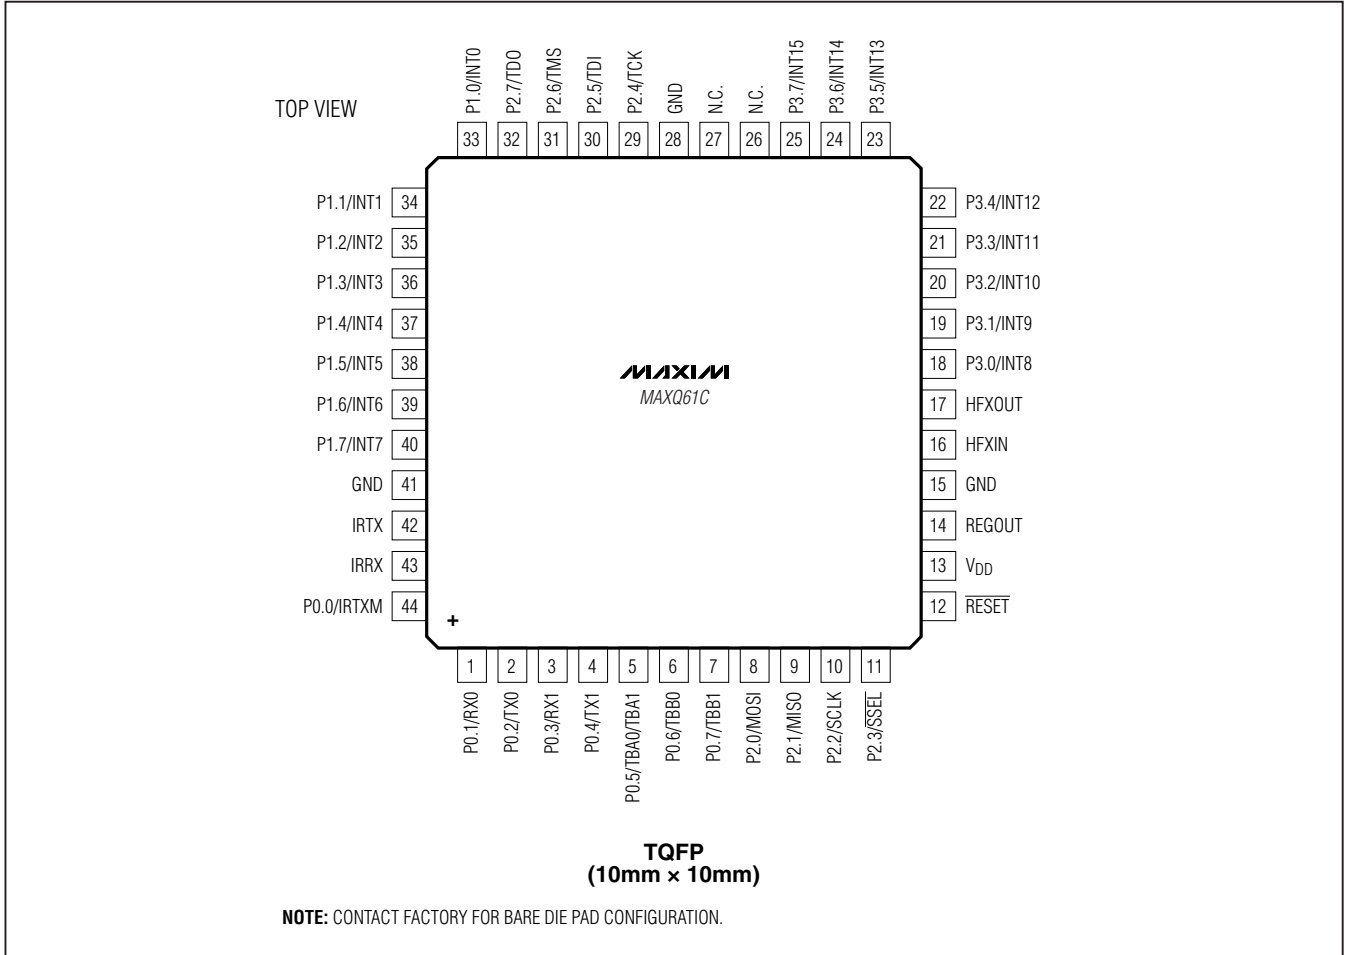 TOP VIEW
P1.0/INT0
P2.7/TDO
P2.6/TMS
P2.5/TDI
P2.4/TCK
GND
N.C.
N.C.
P3.7/INT15
P3.6/INT14
P3.5/INT13
33 32 31 30 29 28 27 26 25 24 23
P1.1/INT1 34
P1.2/INT2 35
P1.3/INT3 36
P1.4/INT4 37
P1.5/INT5 38
P1.6/INT6 39
P1.7/INT7 40
GND 41
IRTX 42
IRRX 43
P0.0/IRTXM 44
MAXIM
MAXQ61C
+
22 P3.4/INT12
21 P3.3/INT11
20 P3.2/INT10
19 P3.1/INT9
18 P3.0/INT8
17 HFXOUT
16 HFXIN
15 GND
14 REGOUT
13 VDD
12 RESET
1 2 3 4 5 6 7 8 9 10 11
P0.1/RX0
P0.2/TX0
P0.3/RX1
P0.4/TX1
P0.5/TBA0/TBA1
P0.6/TBB0
P0.7/TBB1
P2.0/MOSI
P2.1/MISO
P2.2/SCLK
P2.3/SSEL
TQFP
(10mm × 10mm)
NOTE: CONTACT FACTORY FOR BARE DIE PAD CONFIGURATION.